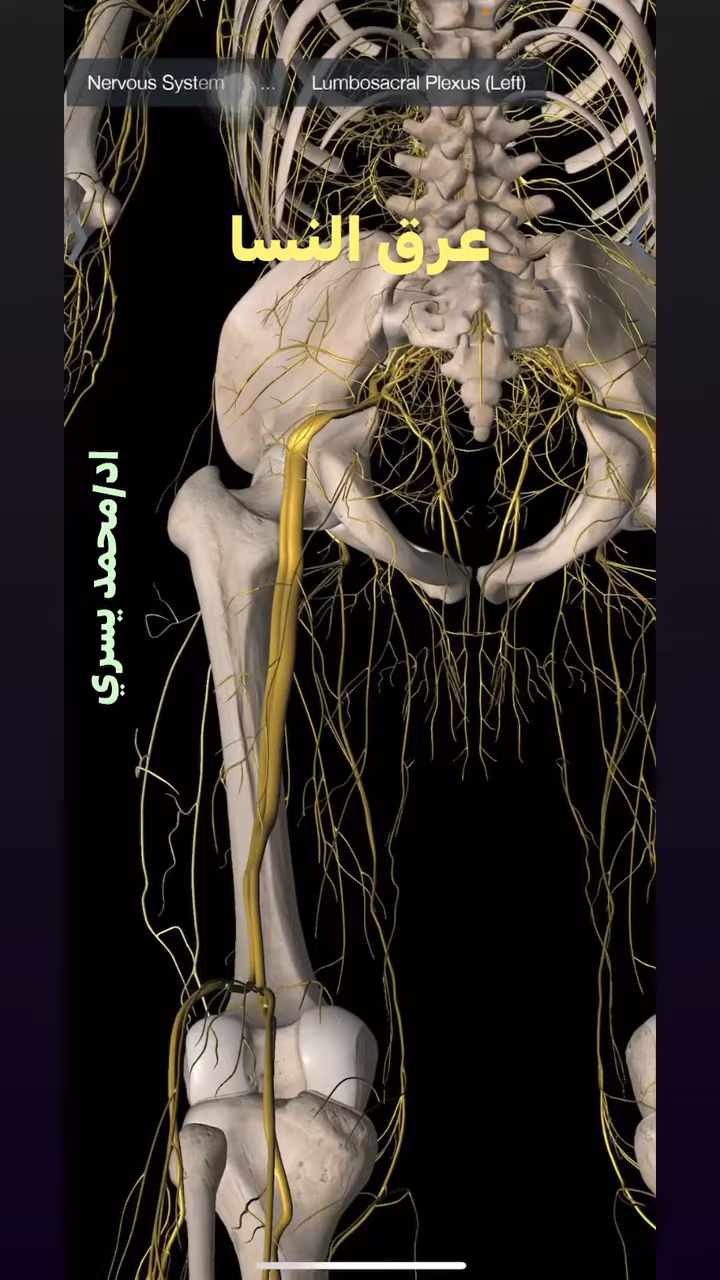 Nervous System ... Lumbosacral Plexus (Left)
عرق النسا
اد/محمد يسري